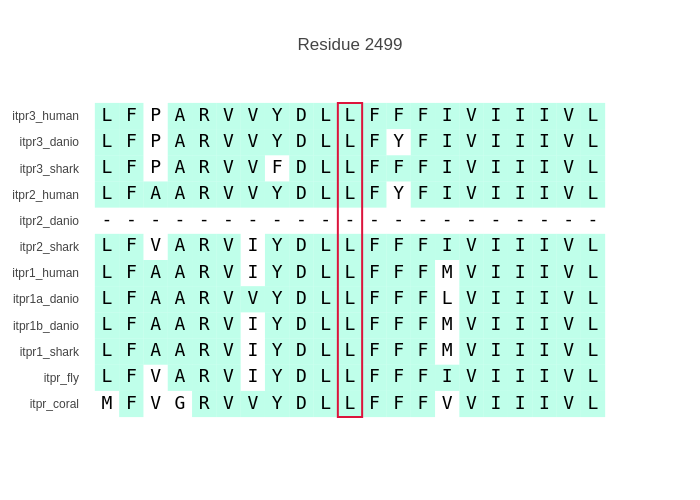 Residue 2499
itpr3_human L F P A R V V Y D L L F F F I V I I I V L
itpr3_danio L F P A R V V Y D L L F Y F I V I I I V L
itpr3_shark L F P A R V V F D L L F F F I V I I I V L
itpr2_human L F A A R V V Y D L L F Y F I V I I I V L
itpr2_danio - - - - - - - - - - - - - - - - - - - - -
itpr2_shark L F V A R V I Y D L L F F F I V I I I V L
itpr1_human L F A A R V I Y D L L F F F M V I I I V L
itpr1a_danio L F A A R V V Y D L L F F F L V I I I V L
itpr1b_danio L F A A R V I Y D L L F F F M V I I I V L
itpr1_shark L F A A R V I Y D L L F F F M V I I I V L
itpr_fly L F V A R V I Y D L L F F F I V I I I V L
itpr_coral M F V G R V V Y D L L F F F V V I I I V L